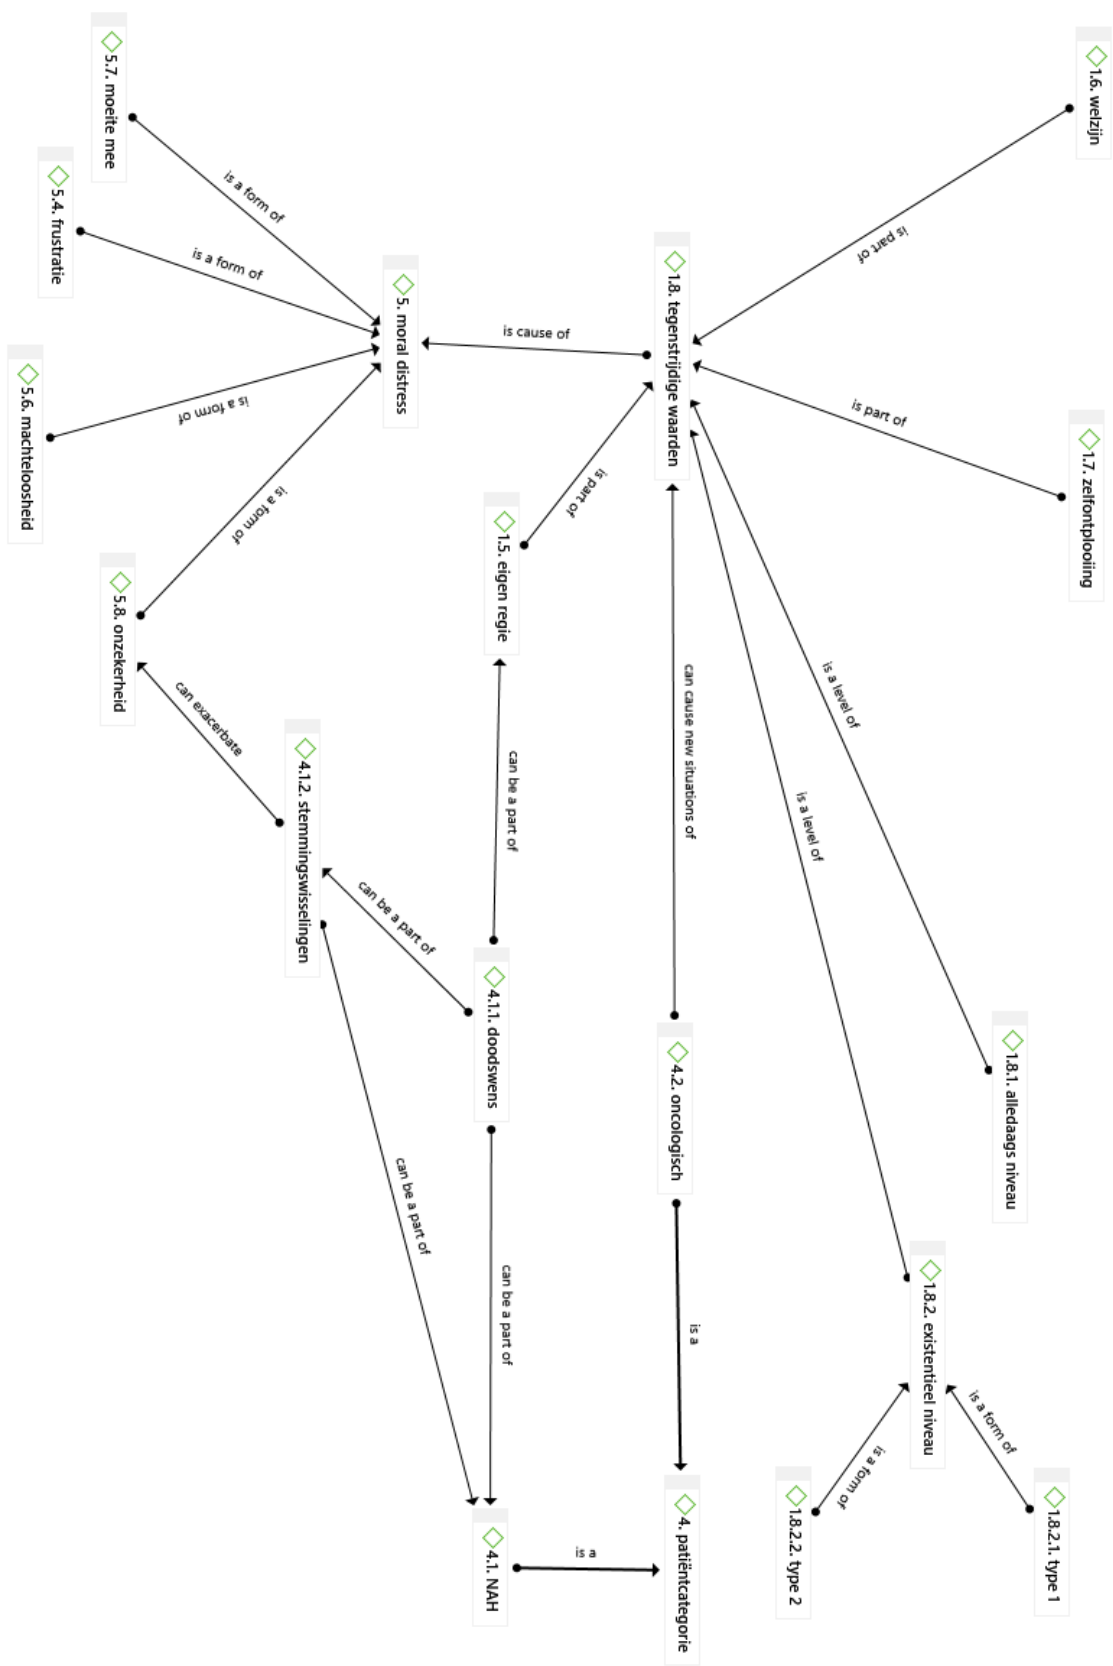 1.6. welzijn
is part of
1.7. zelfontplooiing
is part of
1.8.1. alledaags niveau
is a level of
1.8.2.1. type 1
is a form of
1.8.2. existentieel niveau
is a level of
1.8.2.2. type 2
is a form of
1.8. tegenstrijdige waarden
can cause new situations of
4.2. oncologisch
is a
4. patiëntcategorie
is cause of
is part of
1.5. eigen regie
can be a part of
4.1.1. doodswens
can be a part of
is a
4.1. NAH
5. moral distress
can be a part of
4.1.2. stemmingswisselingen
can be a part of
5.7. moeite mee
is a form of
5.4. frustratie
is a form of
5.6. machteloosheid
is a form of
5.8. onzekerheid
is a form of
can exacerbate